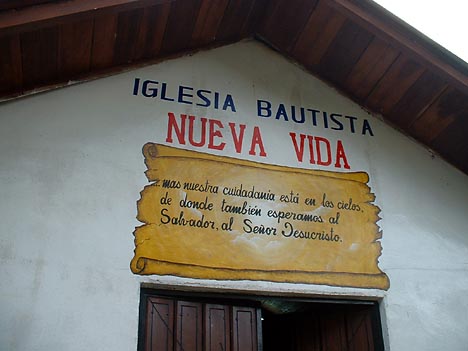 IGLESIA BAUTISTA
NUEVA VIDA
mas nuestra cuidadania está en los cielos,
de donde también esperamos al
Salvador, al Señor Jesucristo.